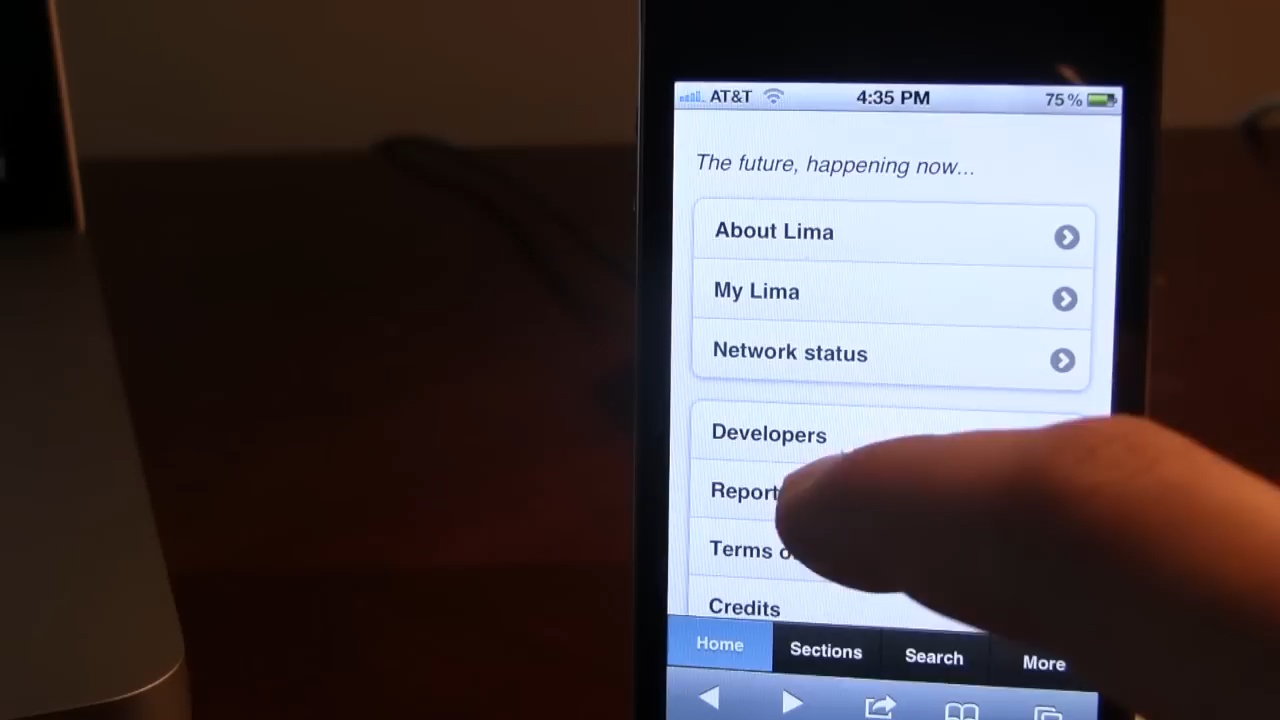 AT&T 4:35 PM 75%
The future, happening now...
About Lima
My Lima
Network status
Developers
Report
Terms
Credits
Home Sections Search More